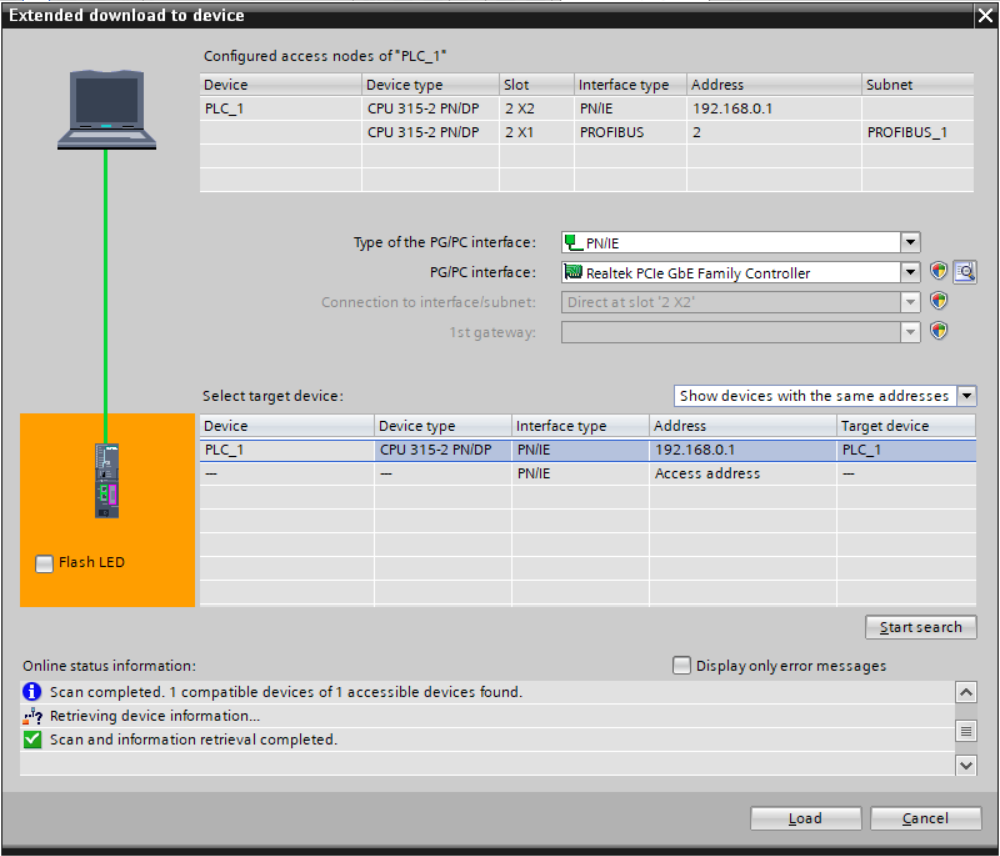 Extended download to device
Configured access nodes of "PLC_1"
Device Device type Slot Interface type Address Subnet
PLC_1 CPU 315-2 PN/DP 2 X2 PN/IE 192.168.0.1
CPU 315-2 PN/DP 2 X1 PROFIBUS 2 PROFIBUS_1
Type of the PG/PC interface: PN/IE
PG/PC interface: Realtek PCIe GbE Family Controller
Connection to interface/subnet: Direct at slot '2 X2'
1st gateway:
Select target device: Show devices with the same addresses
Device Device type Interface type Address Target device
PLC_1 CPU 315-2 PN/DP PN/IE 192.168.0.1 PLC_1
— — PN/IE Access address —
Flash LED
Start search
Online status information: Display only error messages
Scan completed. 1 compatible devices of 1 accessible devices found.
Retrieving device information...
Scan and information retrieval completed.
Load Cancel